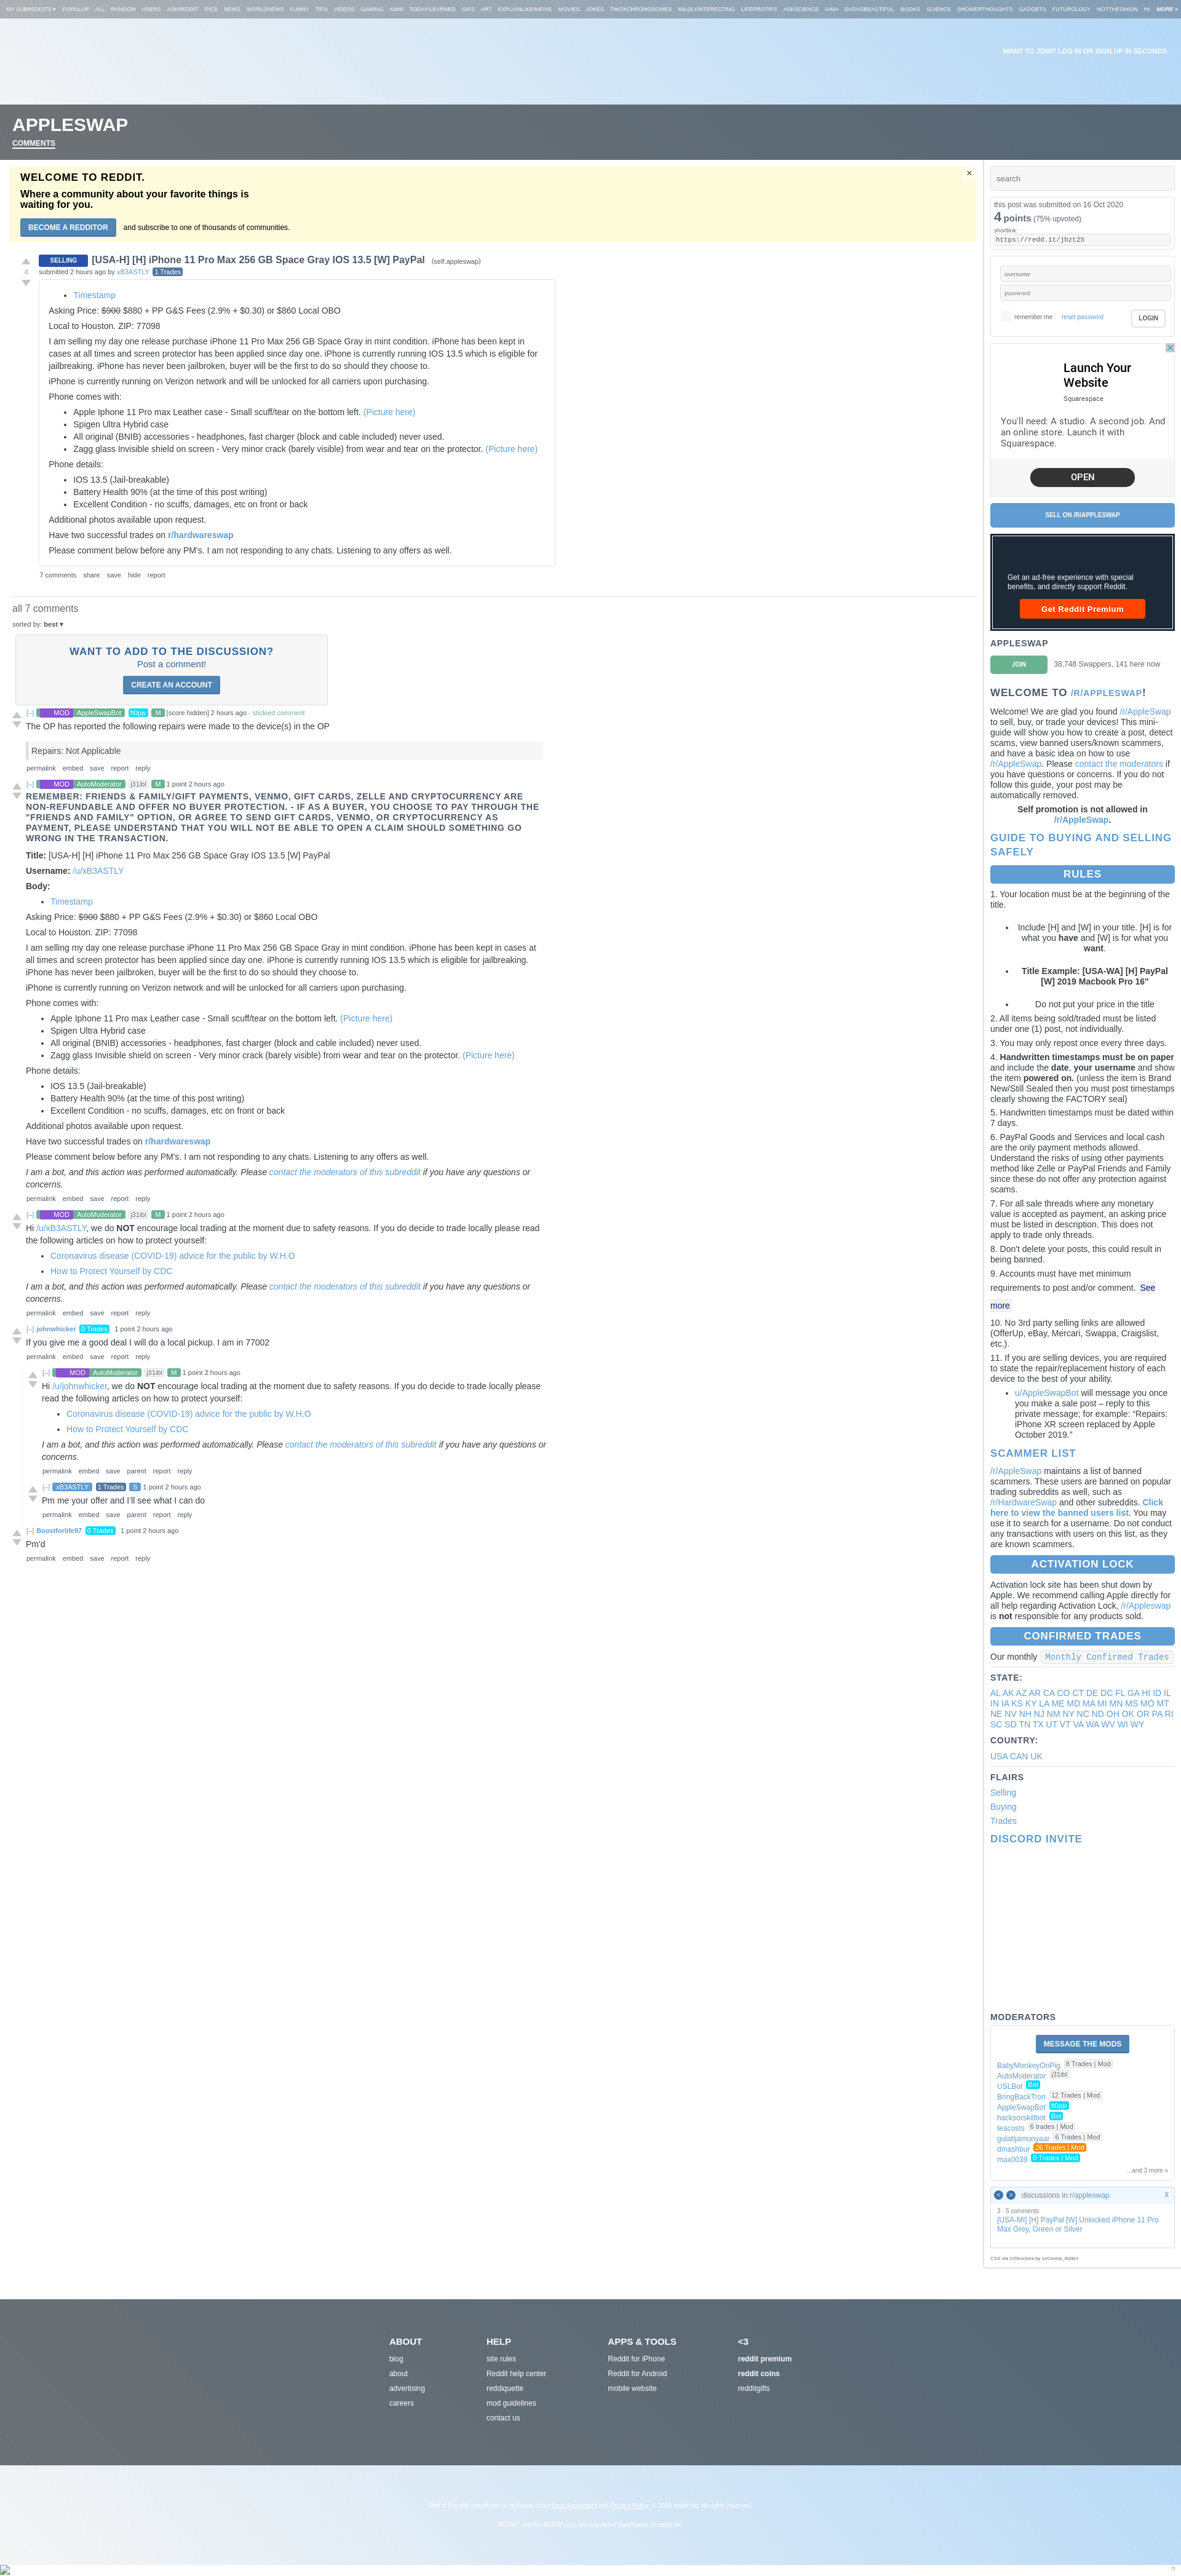 MY SUBREDDITS ▾ POPULAR ALL RANDOM USERS ASKREDDIT PICS NEWS WORLDNEWS FUNNY TIFU VIDEOS GAMING AWW TODAYILEARNED GIFS ART EXPLAINLIKEIMFIVE MOVIES JOKES TWOXCHROMOSOMES MILDLYINTERESTING LIFEPROTIPS ASKSCIENCE IAMA DATAISBEAUTIFUL BOOKS SCIENCE SHOWERTHOUGHTS GADGETS FUTUROLOGY NOTTHEONION HI MORE »
WANT TO JOIN? LOG IN OR SIGN UP IN SECONDS.
APPLESWAP
COMMENTS
WELCOME TO REDDIT.
×
Where a community about your favorite things is
waiting for you.
BECOME A REDDITOR and subscribe to one of thousands of communities.
SELLING [USA-H] [H] iPhone 11 Pro Max 256 GB Space Gray IOS 13.5 [W] PayPal (self.appleswap)
4
submitted 2 hours ago by xB3ASTLY 1 Trades
• Timestamp
Asking Price: $900 $880 + PP G&S Fees (2.9% + $0.30) or $860 Local OBO
Local to Houston. ZIP: 77098
I am selling my day one release purchase iPhone 11 Pro Max 256 GB Space Gray in mint condition. iPhone has been kept in
cases at all times and screen protector has been applied since day one. iPhone is currently running IOS 13.5 which is eligible for
jailbreaking. iPhone has never been jailbroken, buyer will be the first to do so should they choose to.
iPhone is currently running on Verizon network and will be unlocked for all carriers upon purchasing.
Phone comes with:
• Apple Iphone 11 Pro max Leather case - Small scuff/tear on the bottom left. (Picture here)
• Spigen Ultra Hybrid case
• All original (BNIB) accessories - headphones, fast charger (block and cable included) never used.
• Zagg glass Invisible shield on screen - Very minor crack (barely visible) from wear and tear on the protector. (Picture here)
Phone details:
• IOS 13.5 (Jail-breakable)
• Battery Health 90% (at the time of this post writing)
• Excellent Condition - no scuffs, damages, etc on front or back
Additional photos available upon request.
Have two successful trades on r/hardwareswap
Please comment below before any PM's. I am not responding to any chats. Listening to any offers as well.
7 comments share save hide report
all 7 comments
sorted by: best ▾
WANT TO ADD TO THE DISCUSSION?
Post a comment!
CREATE AN ACCOUNT
[–] MOD AppleSwapBot ft0pjv M [score hidden] 2 hours ago - stickied comment
The OP has reported the following repairs were made to the device(s) in the OP
Repairs: Not Applicable
permalink embed save report reply
[–] MOD AutoModerator j31ibl M 1 point 2 hours ago
REMEMBER: FRIENDS & FAMILY/GIFT PAYMENTS, VENMO, GIFT CARDS, ZELLE AND CRYPTOCURRENCY ARE
NON-REFUNDABLE AND OFFER NO BUYER PROTECTION. - IF AS A BUYER, YOU CHOOSE TO PAY THROUGH THE
"FRIENDS AND FAMILY" OPTION, OR AGREE TO SEND GIFT CARDS, VENMO, OR CRYPTOCURRENCY AS
PAYMENT, PLEASE UNDERSTAND THAT YOU WILL NOT BE ABLE TO OPEN A CLAIM SHOULD SOMETHING GO
WRONG IN THE TRANSACTION.
Title: [USA-H] [H] iPhone 11 Pro Max 256 GB Space Gray IOS 13.5 [W] PayPal
Username: /u/xB3ASTLY
Body:
• Timestamp
Asking Price: $900 $880 + PP G&S Fees (2.9% + $0.30) or $860 Local OBO
Local to Houston. ZIP: 77098
I am selling my day one release purchase iPhone 11 Pro Max 256 GB Space Gray in mint condition. iPhone has been kept in cases at
all times and screen protector has been applied since day one. iPhone is currently running IOS 13.5 which is eligible for jailbreaking.
iPhone has never been jailbroken, buyer will be the first to do so should they choose to.
iPhone is currently running on Verizon network and will be unlocked for all carriers upon purchasing.
Phone comes with:
• Apple Iphone 11 Pro max Leather case - Small scuff/tear on the bottom left. (Picture here)
• Spigen Ultra Hybrid case
• All original (BNIB) accessories - headphones, fast charger (block and cable included) never used.
• Zagg glass Invisible shield on screen - Very minor crack (barely visible) from wear and tear on the protector. (Picture here)
Phone details:
• IOS 13.5 (Jail-breakable)
• Battery Health 90% (at the time of this post writing)
• Excellent Condition - no scuffs, damages, etc on front or back
Additional photos available upon request.
Have two successful trades on r/hardwareswap
Please comment below before any PM's. I am not responding to any chats. Listening to any offers as well.
I am a bot, and this action was performed automatically. Please contact the moderators of this subreddit if you have any questions or
concerns.
permalink embed save report reply
[–] MOD AutoModerator j31ibl M 1 point 2 hours ago
Hi /u/xB3ASTLY, we do NOT encourage local trading at the moment due to safety reasons. If you do decide to trade locally please read
the following articles on how to protect yourself:
• Coronavirus disease (COVID-19) advice for the public by W.H.O
• How to Protect Yourself by CDC
I am a bot, and this action was performed automatically. Please contact the moderators of this subreddit if you have any questions or
concerns.
permalink embed save report reply
[–] johnwhicker 0 Trades 1 point 2 hours ago
If you give me a good deal I will do a local pickup. I am in 77002
permalink embed save report reply
[–] MOD AutoModerator j31ibl M 1 point 2 hours ago
Hi /u/johnwhicker, we do NOT encourage local trading at the moment due to safety reasons. If you do decide to trade locally please
read the following articles on how to protect yourself:
• Coronavirus disease (COVID-19) advice for the public by W.H.O
• How to Protect Yourself by CDC
I am a bot, and this action was performed automatically. Please contact the moderators of this subreddit if you have any questions or
concerns.
permalink embed save parent report reply
[–] xB3ASTLY 1 Trades S 1 point 2 hours ago
Pm me your offer and I'll see what I can do
permalink embed save parent report reply
[–] Boostforlife97 0 Trades 1 point 2 hours ago
Pm'd
permalink embed save report reply
search
this post was submitted on 16 Oct 2020
4 points (75% upvoted)
shortlink:
https://redd.it/jbzt25
username
password
remember me reset password LOGIN
Launch Your
Website
Squarespace
You'll need: A studio. A second job. And
an online store. Launch it with
Squarespace.
OPEN
SELL ON /R/APPLESWAP
Get an ad-free experience with special
benefits, and directly support Reddit.
Get Reddit Premium
APPLESWAP
JOIN 38,748 Swappers, 141 here now
WELCOME TO /R/APPLESWAP!
Welcome! We are glad you found /r/AppleSwap
to sell, buy, or trade your devices! This mini-
guide will show you how to create a post, detect
scams, view banned users/known scammers,
and have a basic idea on how to use
/r/AppleSwap. Please contact the moderators if
you have questions or concerns. If you do not
follow this guide, your post may be
automatically removed.
Self promotion is not allowed in
/r/AppleSwap.
GUIDE TO BUYING AND SELLING
SAFELY
RULES
1. Your location must be at the beginning of the
title.
• Include [H] and [W] in your title. [H] is for
what you have and [W] is for what you
want.
• Title Example: [USA-WA] [H] PayPal
[W] 2019 Macbook Pro 16"
• Do not put your price in the title
2. All items being sold/traded must be listed
under one (1) post, not individually.
3. You may only repost once every three days.
4. Handwritten timestamps must be on paper
and include the date, your username and show
the item powered on. (unless the item is Brand
New/Still Sealed then you must post timestamps
clearly showing the FACTORY seal)
5. Handwritten timestamps must be dated within
7 days.
6. PayPal Goods and Services and local cash
are the only payment methods allowed.
Understand the risks of using other payments
method like Zelle or PayPal Friends and Family
since these do not offer any protection against
scams.
7. For all sale threads where any monetary
value is accepted as payment, an asking price
must be listed in description. This does not
apply to trade only threads.
8. Don't delete your posts, this could result in
being banned.
9. Accounts must have met minimum
requirements to post and/or comment. See
more
10. No 3rd party selling links are allowed
(OfferUp, eBay, Mercari, Swappa, Craigslist,
etc.).
11. If you are selling devices, you are required
to state the repair/replacement history of each
device to the best of your ability.
• u/AppleSwapBot will message you once
you make a sale post – reply to this
private message; for example: “Repairs:
iPhone XR screen replaced by Apple
October 2019.”
SCAMMER LIST
/r/AppleSwap maintains a list of banned
scammers. These users are banned on popular
trading subreddits as well, such as
/r/HardwareSwap and other subreddits. Click
here to view the banned users list. You may
use it to search for a username. Do not conduct
any transactions with users on this list, as they
are known scammers.
ACTIVATION LOCK
Activation lock site has been shut down by
Apple. We recommend calling Apple directly for
all help regarding Activation Lock, /r/Appleswap
is not responsible for any products sold.
CONFIRMED TRADES
Our monthly Monthly Confirmed Trades
STATE:
AL AK AZ AR CA CO CT DE DC FL GA HI ID IL
IN IA KS KY LA ME MD MA MI MN MS MO MT
NE NV NH NJ NM NY NC ND OH OK OR PA RI
SC SD TN TX UT VT VA WA WV WI WY
COUNTRY:
USA CAN UK
FLAIRS
Selling
Buying
Trades
DISCORD INVITE
MODERATORS
MESSAGE THE MODS
BabyMonkeyOnPig 8 Trades | Mod
AutoModerator j31ibl
USLBot Bot
BringBackTron 12 Trades | Mod
AppleSwapBot ft0pjv
hacksorskillbot Bot
teacosts 6 trades | Mod
gulabjamunyaar 6 Trades | Mod
dmashbur 26 Trades | Mod
max0039 0 Trades | Mod
...and 3 more »
< > discussions in r/appleswap X
3 · 5 comments
[USA-MI] [H] PayPal [W] Unlocked iPhone 11 Pro
Max Grey, Green or Silver
CSS via /r/Structura by /u/Cereal_Addict
ABOUT
blog
about
advertising
careers
HELP
site rules
Reddit help center
reddiquette
mod guidelines
contact us
APPS & TOOLS
Reddit for iPhone
Reddit for Android
mobile website
<3
reddit premium
reddit coins
redditgifts
Use of this site constitutes acceptance of our User Agreement and Privacy Policy. © 2020 reddit inc. All rights reserved.
REDDIT and the ALIEN Logo are registered trademarks of reddit inc.
π